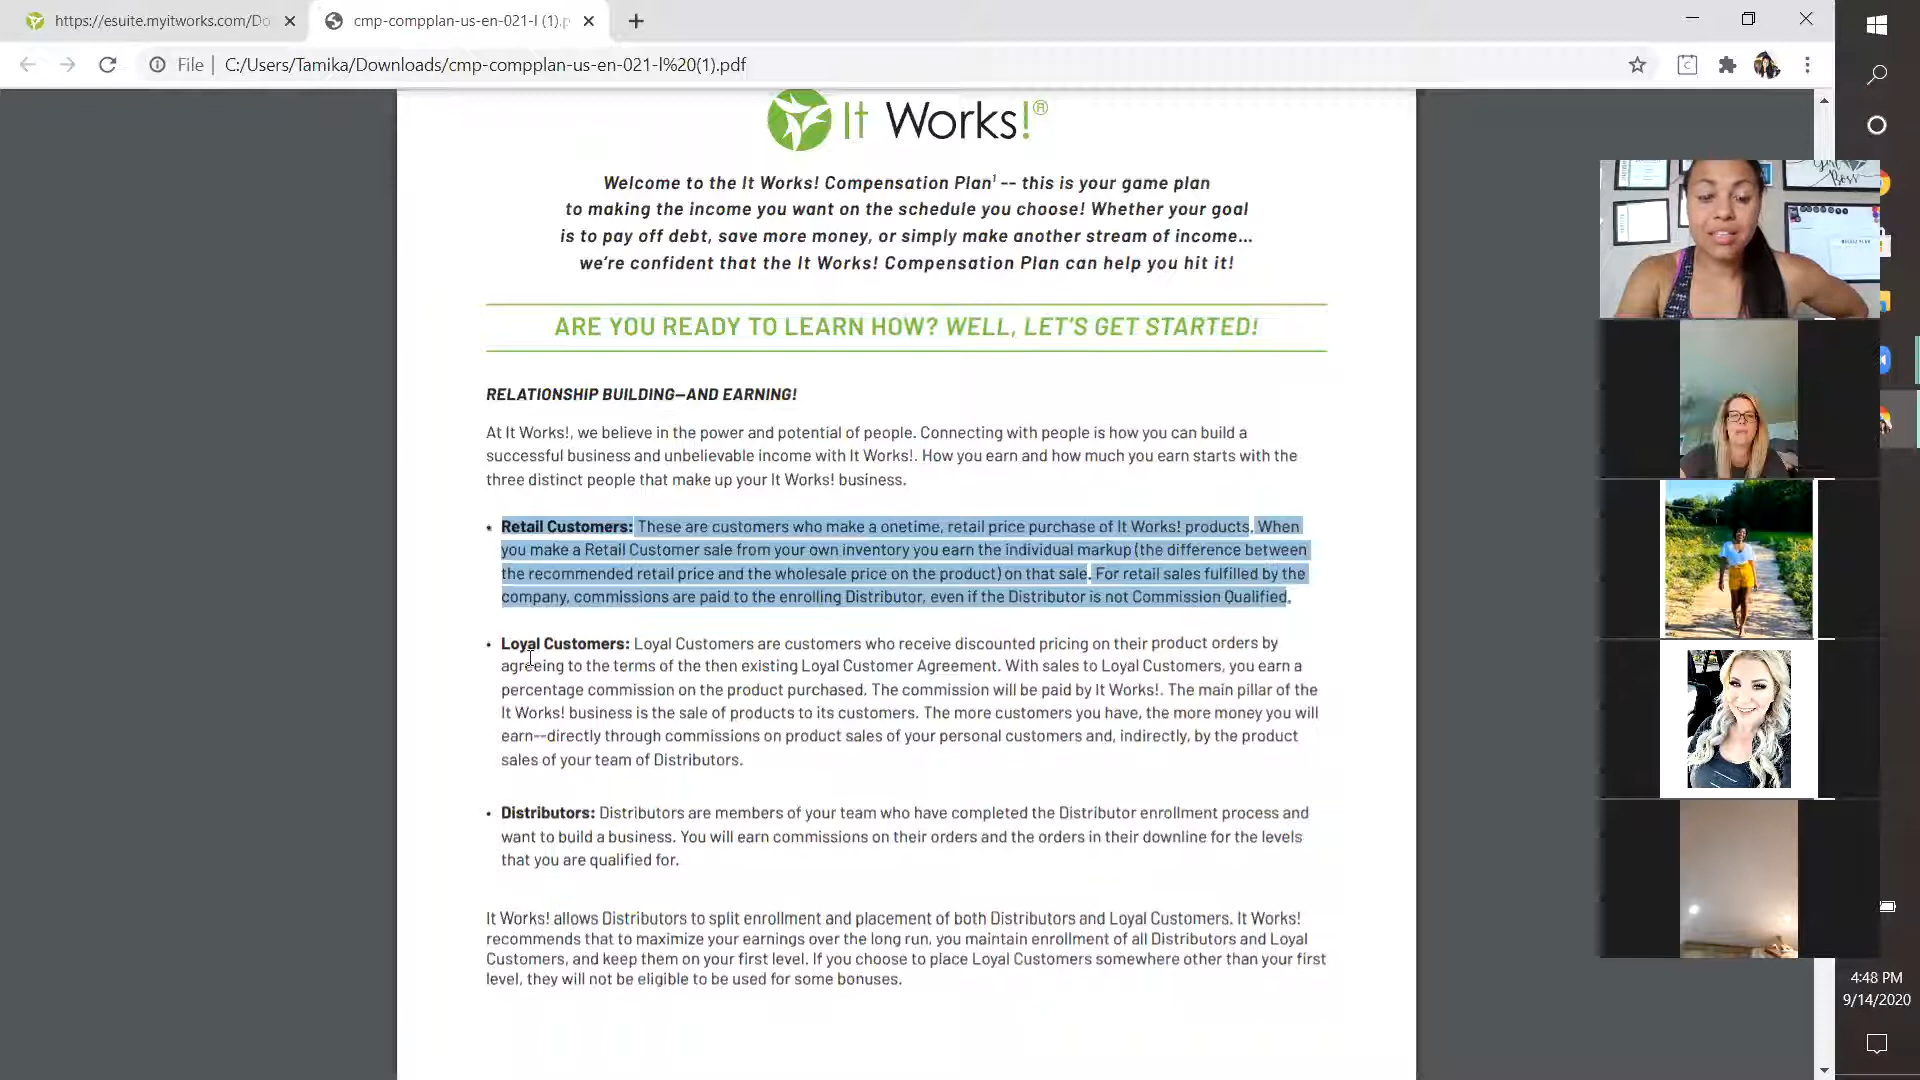 https://esuite.myitworks.com/Do
cmp-compplan-us-en-021-l (1).p
File
C:/Users/Tamika/Downloads/cmp-compplan-us-en-021-l%20(1).pdf
It Works!®
Welcome to the It Works! Compensation Plan¹ -- this is your game plan
to making the income you want on the schedule you choose! Whether your goal
is to pay off debt, save more money, or simply make another stream of income...
we're confident that the It Works! Compensation Plan can help you hit it!
ARE YOU READY TO LEARN HOW? WELL, LET'S GET STARTED!
RELATIONSHIP BUILDING—AND EARNING!
At It Works!, we believe in the power and potential of people. Connecting with people is how you can build a
successful business and unbelievable income with It Works!. How you earn and how much you earn starts with the
three distinct people that make up your It Works! business.
• Retail Customers: These are customers who make a onetime, retail price purchase of It Works! products. When
you make a Retail Customer sale from your own inventory you earn the individual markup (the difference between
the recommended retail price and the wholesale price on the product) on that sale. For retail sales fulfilled by the
company, commissions are paid to the enrolling Distributor, even if the Distributor is not Commission Qualified.
• Loyal Customers: Loyal Customers are customers who receive discounted pricing on their product orders by
agreeing to the terms of the then existing Loyal Customer Agreement. With sales to Loyal Customers, you earn a
percentage commission on the product purchased. The commission will be paid by It Works!. The main pillar of the
It Works! business is the sale of products to its customers. The more customers you have, the more money you will
earn--directly through commissions on product sales of your personal customers and, indirectly, by the product
sales of your team of Distributors.
• Distributors: Distributors are members of your team who have completed the Distributor enrollment process and
want to build a business. You will earn commissions on their orders and the orders in their downline for the levels
that you are qualified for.
It Works! allows Distributors to split enrollment and placement of both Distributors and Loyal Customers. It Works!
recommends that to maximize your earnings over the long run, you maintain enrollment of all Distributors and Loyal
Customers, and keep them on your first level. If you choose to place Loyal Customers somewhere other than your first
level, they will not be eligible to be used for some bonuses.
Girl
Boss
4:48 PM
9/14/2020